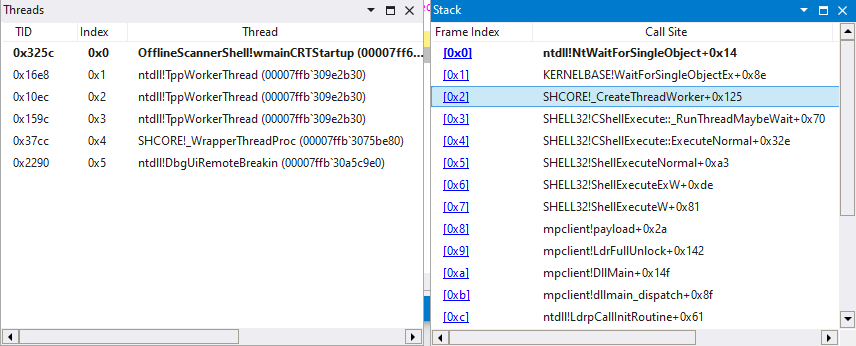 Threads
TID Index Thread
0x325c 0x0 OfflineScannerShell!wmainCRTStartup (00007ff6...
0x16e8 0x1 ntdll!TppWorkerThread (00007ffb`309e2b30)
0x10ec 0x2 ntdll!TppWorkerThread (00007ffb`309e2b30)
0x159c 0x3 ntdll!TppWorkerThread (00007ffb`309e2b30)
0x37cc 0x4 SHCORE!_WrapperThreadProc (00007ffb`3075be80)
0x2290 0x5 ntdll!DbgUiRemoteBreakin (00007ffb`30a5c9e0)
Stack
Frame Index Call Site
[0x0] ntdll!NtWaitForSingleObject+0x14
[0x1] KERNELBASE!WaitForSingleObjectEx+0x8e
[0x2] SHCORE!_CreateThreadWorker+0x125
[0x3] SHELL32!CShellExecute::_RunThreadMaybeWait+0x70
[0x4] SHELL32!CShellExecute::ExecuteNormal+0x32e
[0x5] SHELL32!ShellExecuteNormal+0xa3
[0x6] SHELL32!ShellExecuteExW+0xde
[0x7] SHELL32!ShellExecuteW+0x81
[0x8] mpclient!payload+0x2a
[0x9] mpclient!LdrFullUnlock+0x142
[0xa] mpclient!DllMain+0x14f
[0xb] mpclient!dllmain_dispatch+0x8f
[0xc] ntdll!LdrpCallInitRoutine+0x61